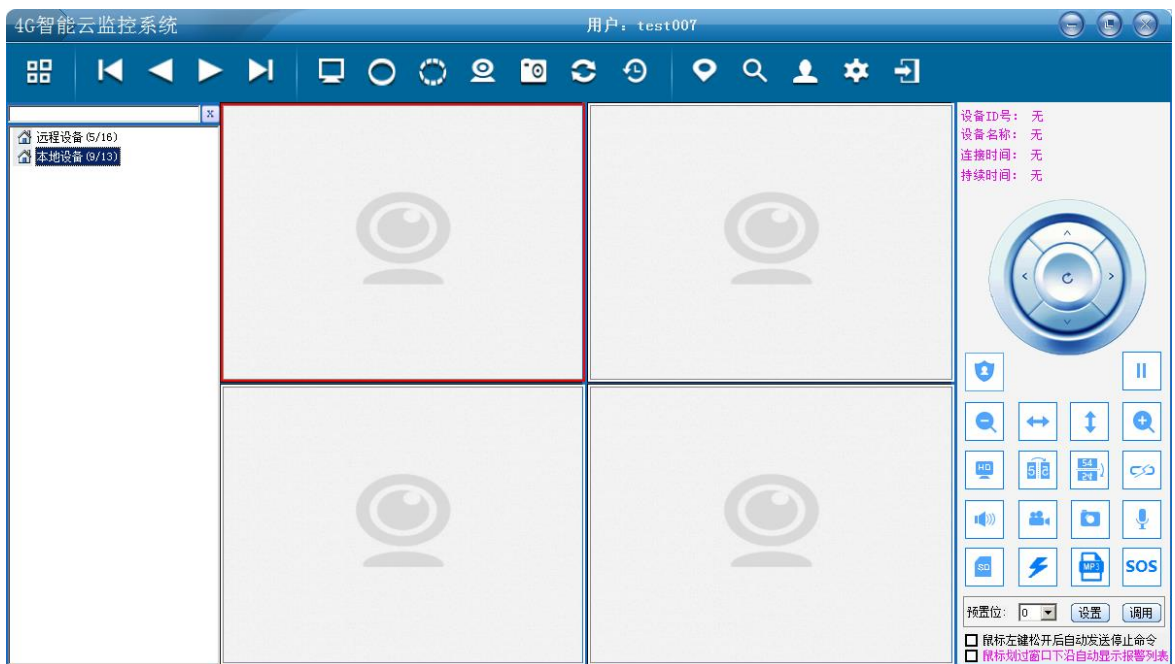 4G智能云监控系统
用户：test007
x
远程设备(5/16)
本地设备(9/13)
设备ID号： 无
设备名称： 无
连接时间： 无
持续时间： 无
HD
SD
MP3
SOS
预置位: 0 设置 调用
鼠标左键松开后自动发送停止命令
鼠标划过窗口下沿自动显示报警列表